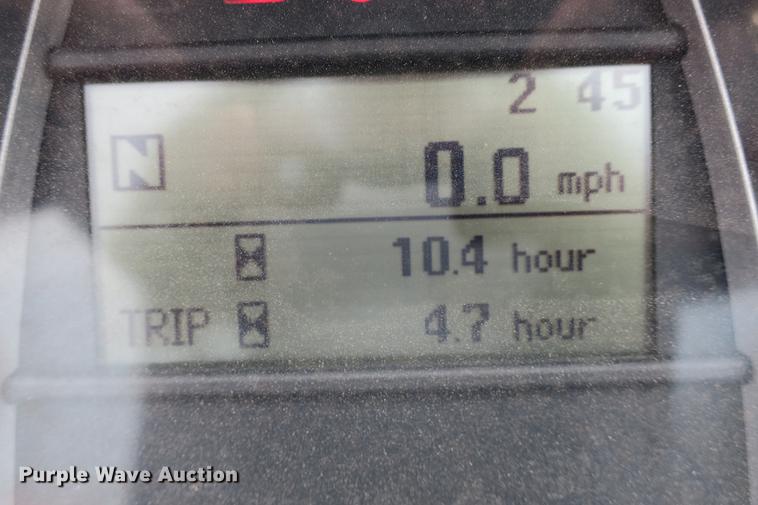 2 45
N
0.0 mph
10.4 hour
TRIP 4.7 hour
Purple Wave Auction